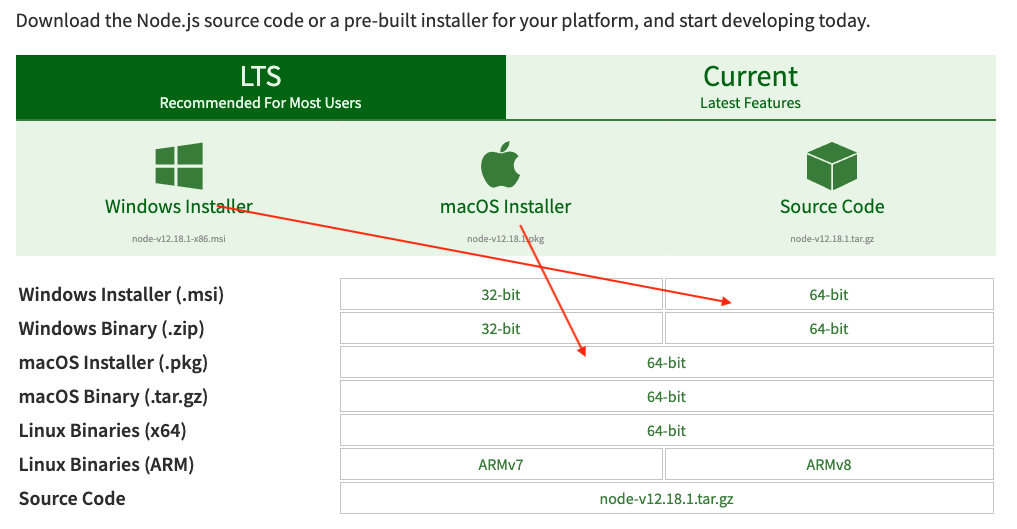 Download the Node.js source code or a pre-built installer for your platform, and start developing today.
LTS
Recommended For Most Users
Current
Latest Features
Windows Installer
node-v12.18.1-x86.msi
macOS Installer
node-v12.18.1.pkg
Source Code
node-v12.18.1.tar.gz
Windows Installer (.msi) 32-bit 64-bit
Windows Binary (.zip) 32-bit 64-bit
macOS Installer (.pkg) 64-bit
macOS Binary (.tar.gz) 64-bit
Linux Binaries (x64) 64-bit
Linux Binaries (ARM) ARMv7 ARMv8
Source Code node-v12.18.1.tar.gz